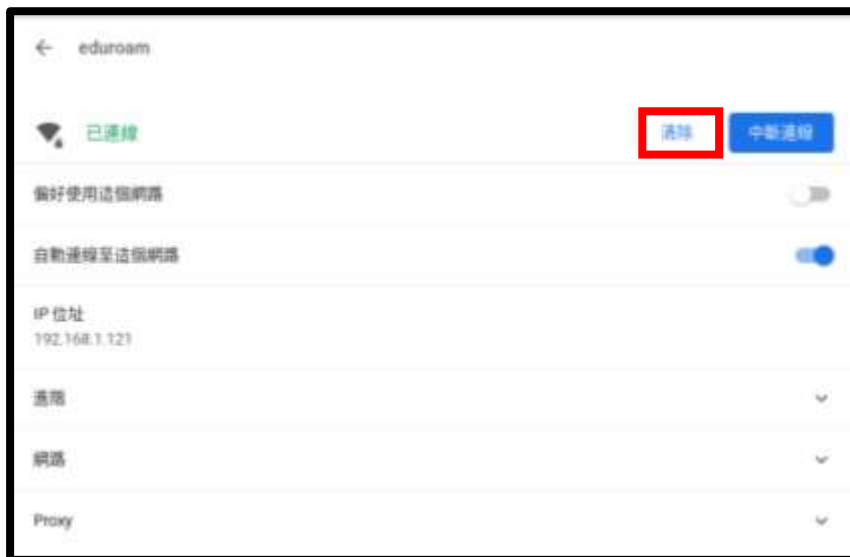 eduroam
已連線
清除
中斷連線
偏好使用這個網路
自動連線至這個網路
IP 位址
192.168.1.121
進階
網路
Proxy